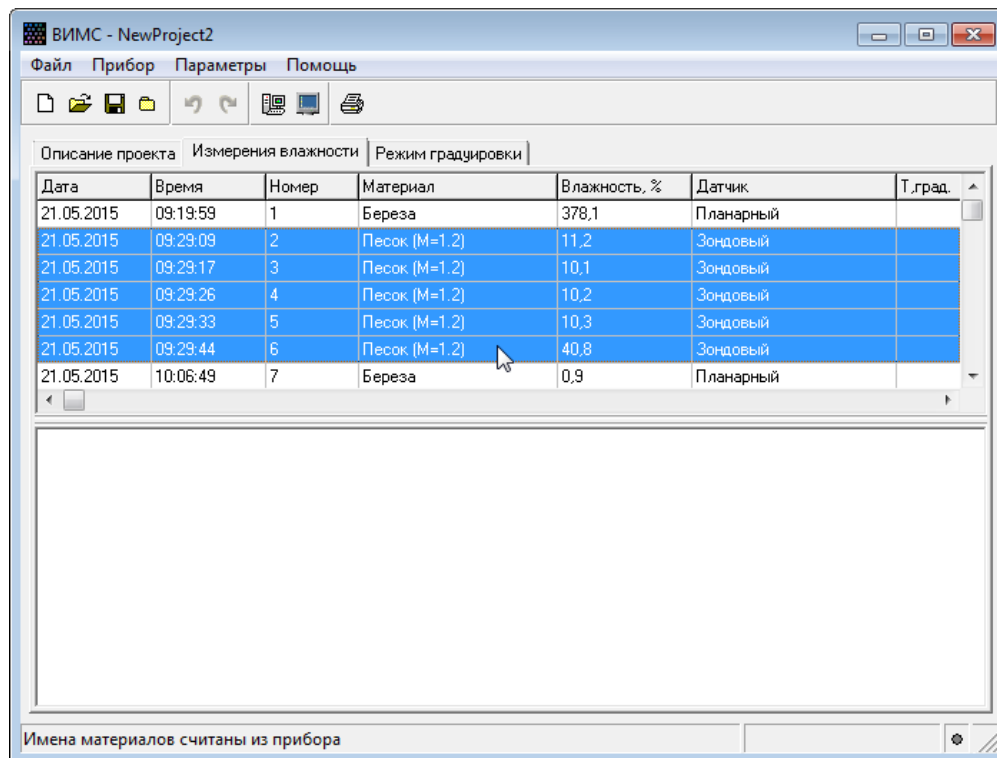 ВИМС - NewProject2
Файл Прибор Параметры Помощь
Описание проекта Измерения влажности Режим градуировки
Дата Время Номер Материал Влажность, % Датчик Т,град.
21.05.2015 09:19:59 1 Береза 378,1 Планарный
21.05.2015 09:29:09 2 Песок (М=1.2) 11,2 Зондовый
21.05.2015 09:29:17 3 Песок (М=1.2) 10,1 Зондовый
21.05.2015 09:29:26 4 Песок (М=1.2) 10,2 Зондовый
21.05.2015 09:29:33 5 Песок (М=1.2) 10,3 Зондовый
21.05.2015 09:29:44 6 Песок (М=1.2) 40,8 Зондовый
21.05.2015 10:06:49 7 Береза 0,9 Планарный
Имена материалов считаны из прибора